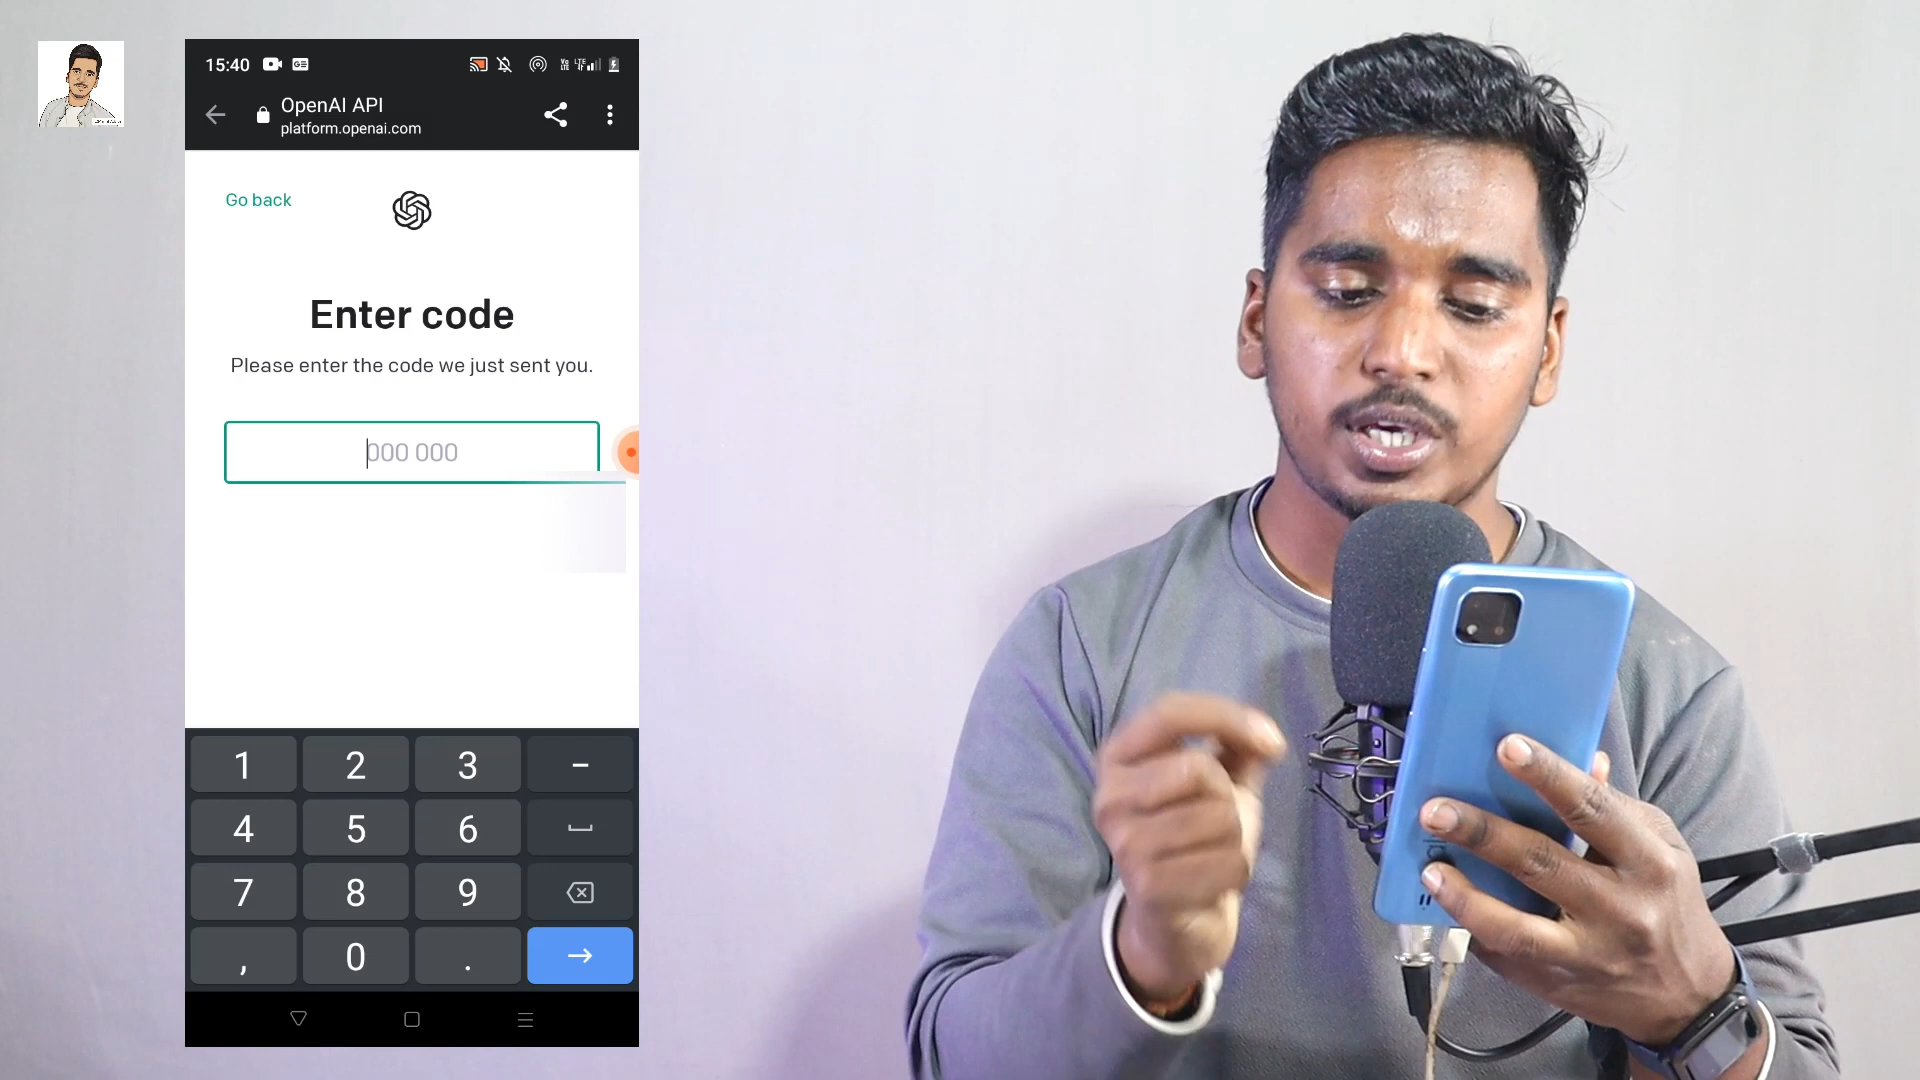 15:40
OpenAI API
platform.openai.com
Go back
Enter code
Please enter the code we just sent you.
000 000
1 2 3 -
4 5 6
7 8 9
, 0 .